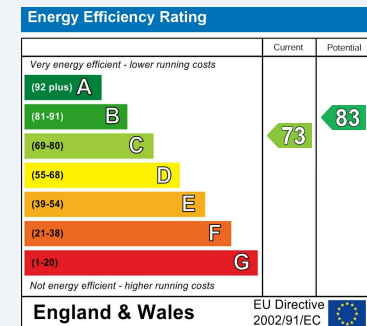 Energy Efficiency Rating
Current Potential
Very energy efficient - lower running costs
(92 plus) A
(81-91) B
83
(69-80) C
73
(55-68) D
(39-54) E
(21-38) F
(1-20) G
Not energy efficient - higher running costs
England & Wales
EU Directive
2002/91/EC